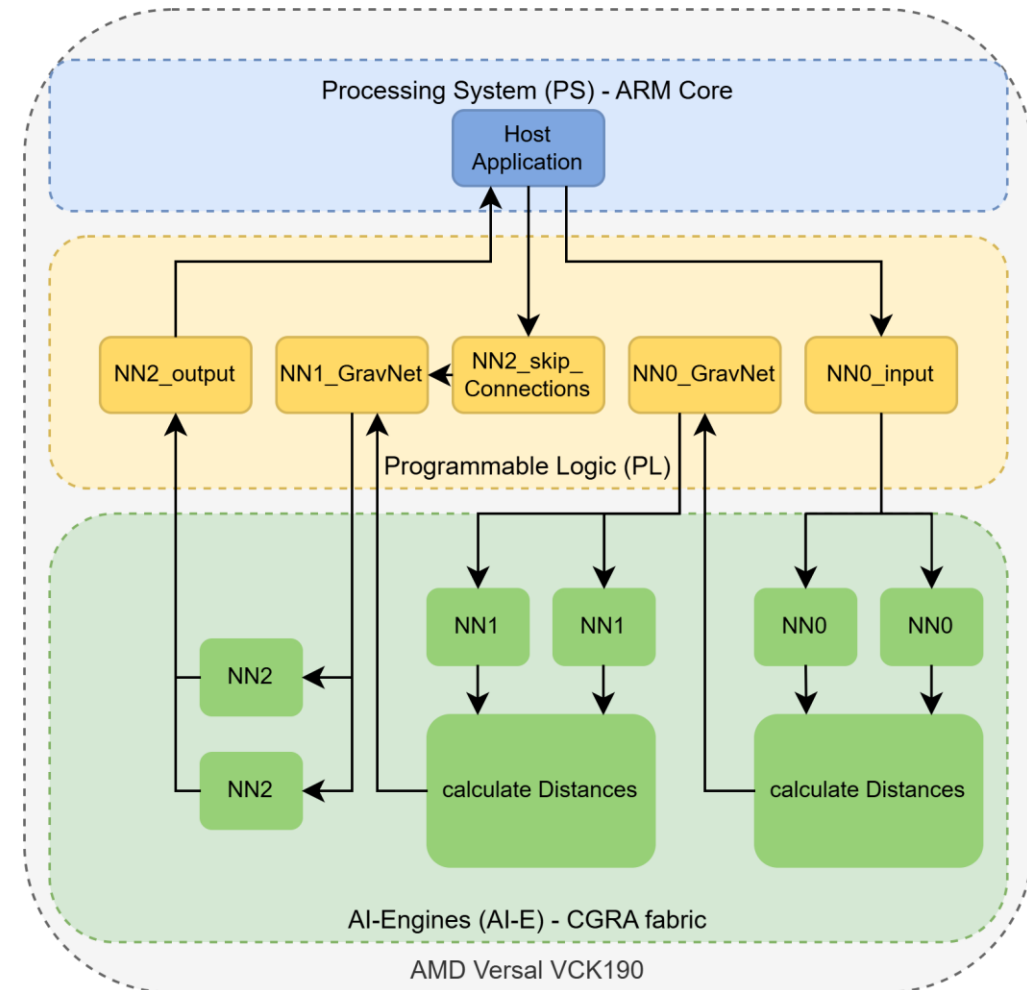 Processing System (PS) - ARM Core
Host
Application
NN2_output
NN1_GravNet
NN2_skip_
Connections
NN0_GravNet
NN0_input
Programmable Logic (PL)
NN1
NN1
NN0
NN0
NN2
NN2
calculate Distances
calculate Distances
AI-Engines (AI-E) - CGRA fabric
AMD Versal VCK190